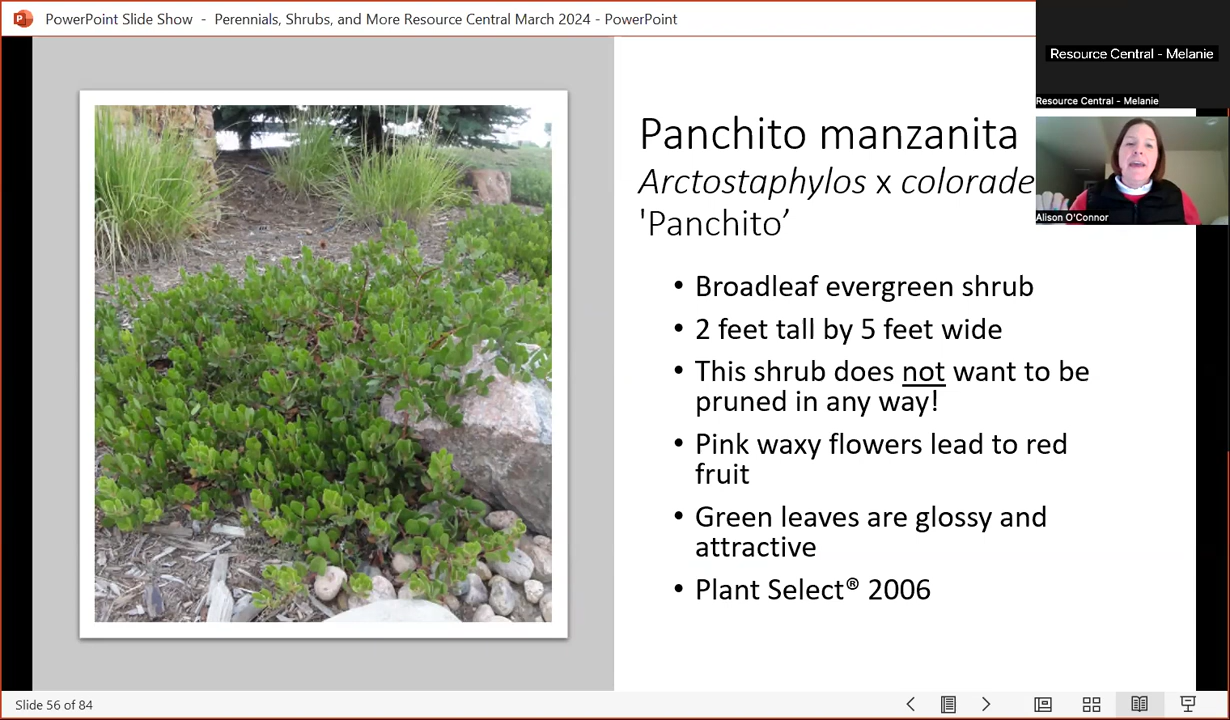 PowerPoint Slide Show - Perennials, Shrubs, and More Resource Central March 2024 - PowerPoint
Resource Central - Melanie
Resource Central - Melanie
Alison O'Connor
Panchito manzanita
Arctostaphylos x colorade
'Panchito’
• Broadleaf evergreen shrub
• 2 feet tall by 5 feet wide
• This shrub does not want to be
pruned in any way!
• Pink waxy flowers lead to red
fruit
• Green leaves are glossy and
attractive
• Plant Select® 2006
Slide 56 of 84